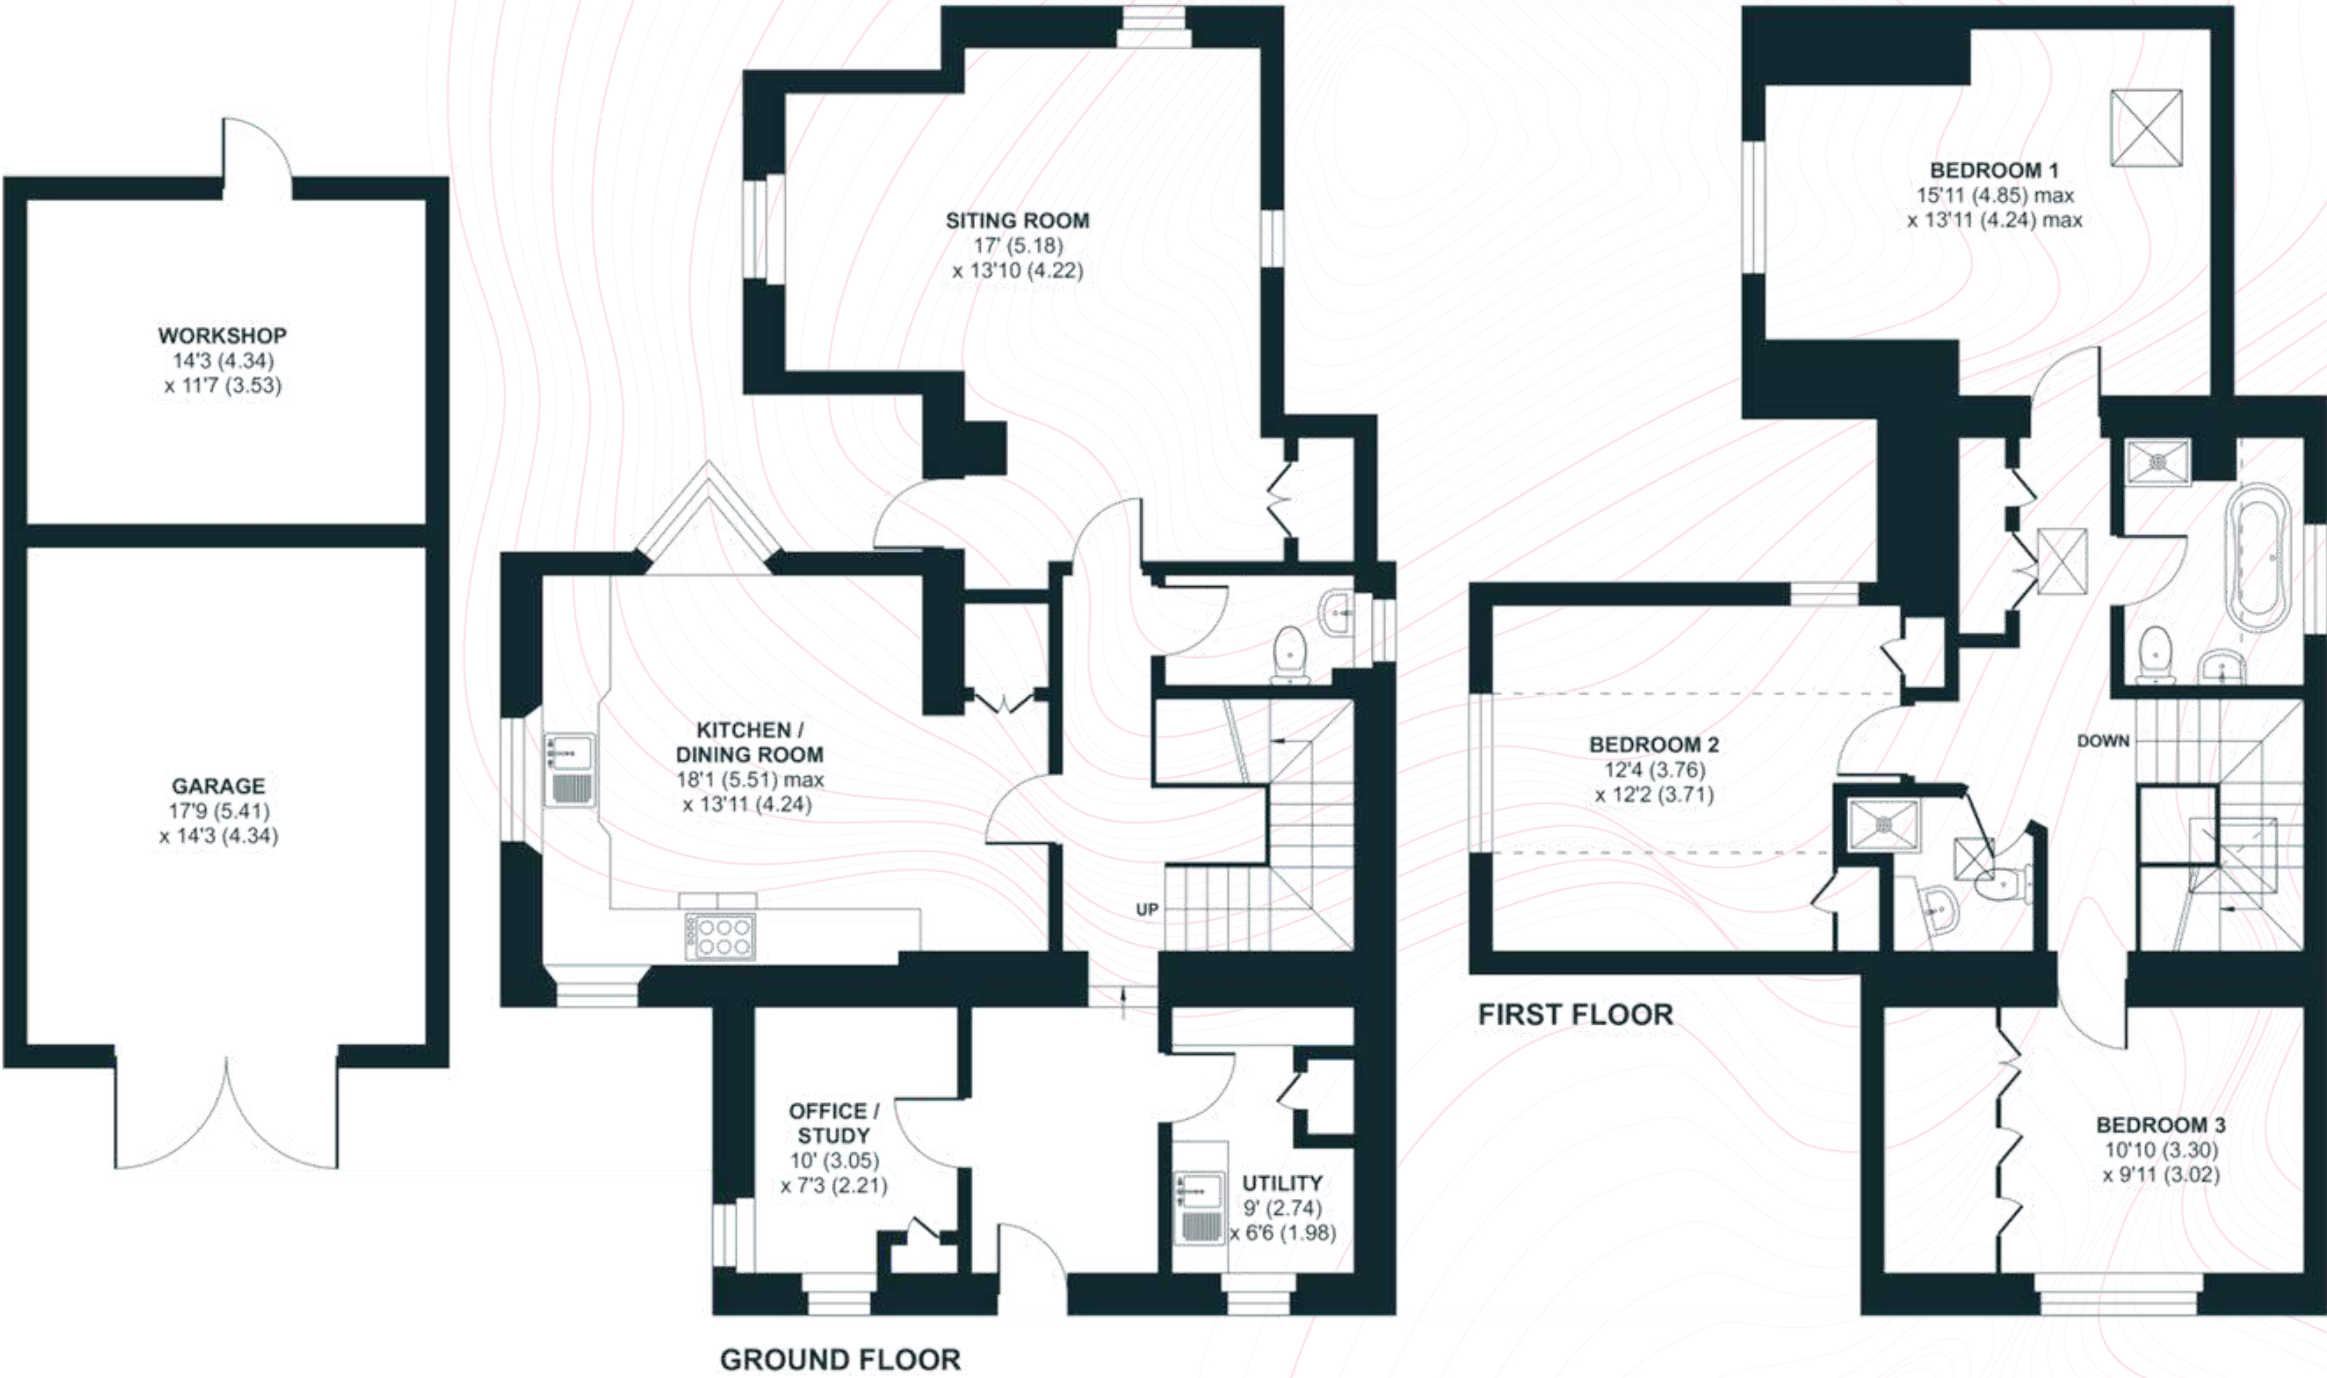 WORKSHOP
14'3 (4.34)
x 11'7 (3.53)
GARAGE
17'9 (5.41)
x 14'3 (4.34)
SITING ROOM
17' (5.18)
x 13'10 (4.22)
KITCHEN /
DINING ROOM
18'1 (5.51) max
x 13'11 (4.24)
UP
OFFICE /
STUDY
10' (3.05)
x 7'3 (2.21)
UTILITY
9' (2.74)
x 6'6 (1.98)
GROUND FLOOR
BEDROOM 1
15'11 (4.85) max
x 13'11 (4.24) max
BEDROOM 2
12'4 (3.76)
x 12'2 (3.71)
DOWN
FIRST FLOOR
BEDROOM 3
10'10 (3.30)
x 9'11 (3.02)